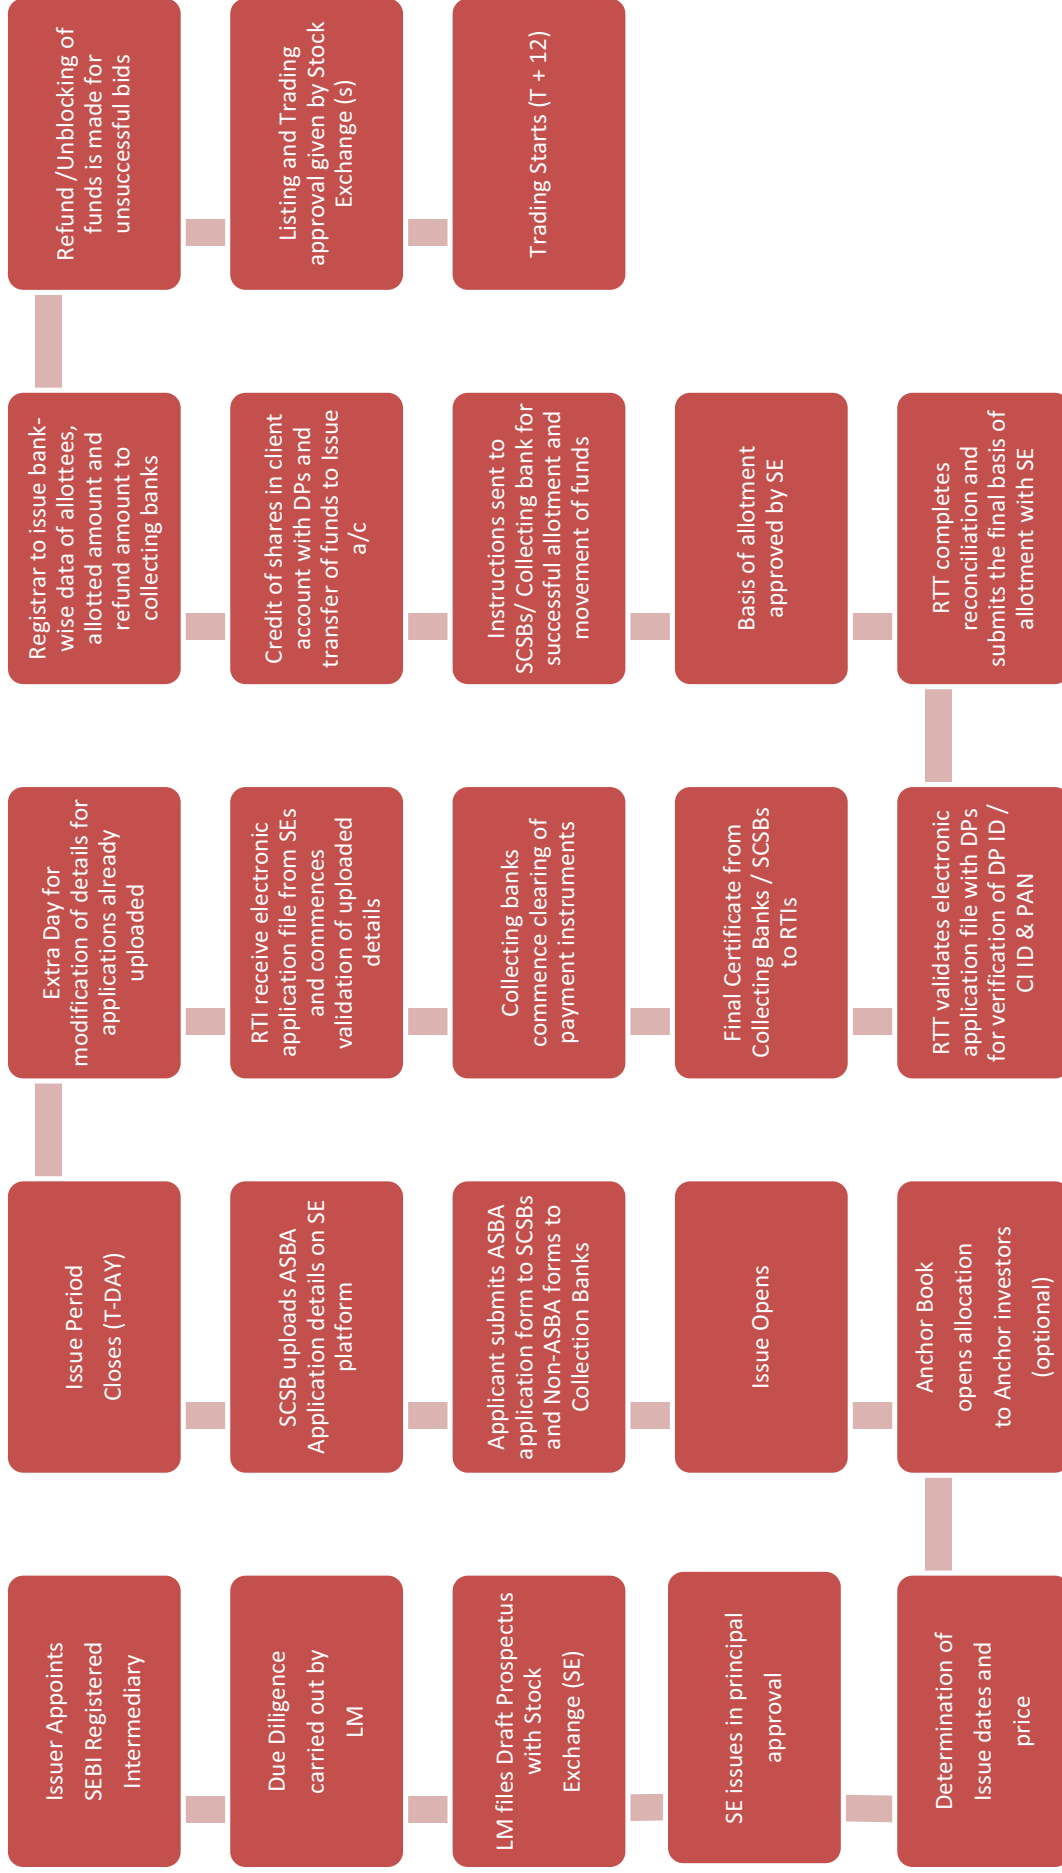 Issuer Appoints
SEBI Registered
Intermediary
Due Diligence
carried out by
LM
LM files Draft Prospectus
with Stock
Exchange (SE)
SE issues in principal
approval
Determination of
Issue dates and
price
Anchor Book
opens allocation
to Anchor investors
(optional)
Issue Opens
Applicant submits ASBA
application form to SCSBs
and Non-ASBA forms to
Collection Banks
SCSB uploads ASBA
Application details on SE
platform
Issue Period
Closes (T-DAY)
Extra Day for
modification of details for
applications already
uploaded
RTI receive electronic
application file from SEs
and commences
validation of uploaded
details
Collecting banks
commence clearing of
payment instruments
Final Certificate from
Collecting Banks / SCSBs
to RTIs
RTT validates electronic
application file with DPs
for verification of DP ID /
CI ID & PAN
RTT completes
reconciliation and
submits the final basis of
allotment with SE
Basis of allotment
approved by SE
Instructions sent to
SCSBs/ Collecting bank for
successful allotment and
movement of funds
Credit of shares in client
account with DPs and
transfer of funds to Issue
a/c
Registrar to issue bank-
wise data of allottees,
allotted amount and
refund amount to
collecting banks
Refund /Unblocking of
funds is made for
unsuccessful bids
Listing and Trading
approval given by Stock
Exchange (s)
Trading Starts (T + 12)